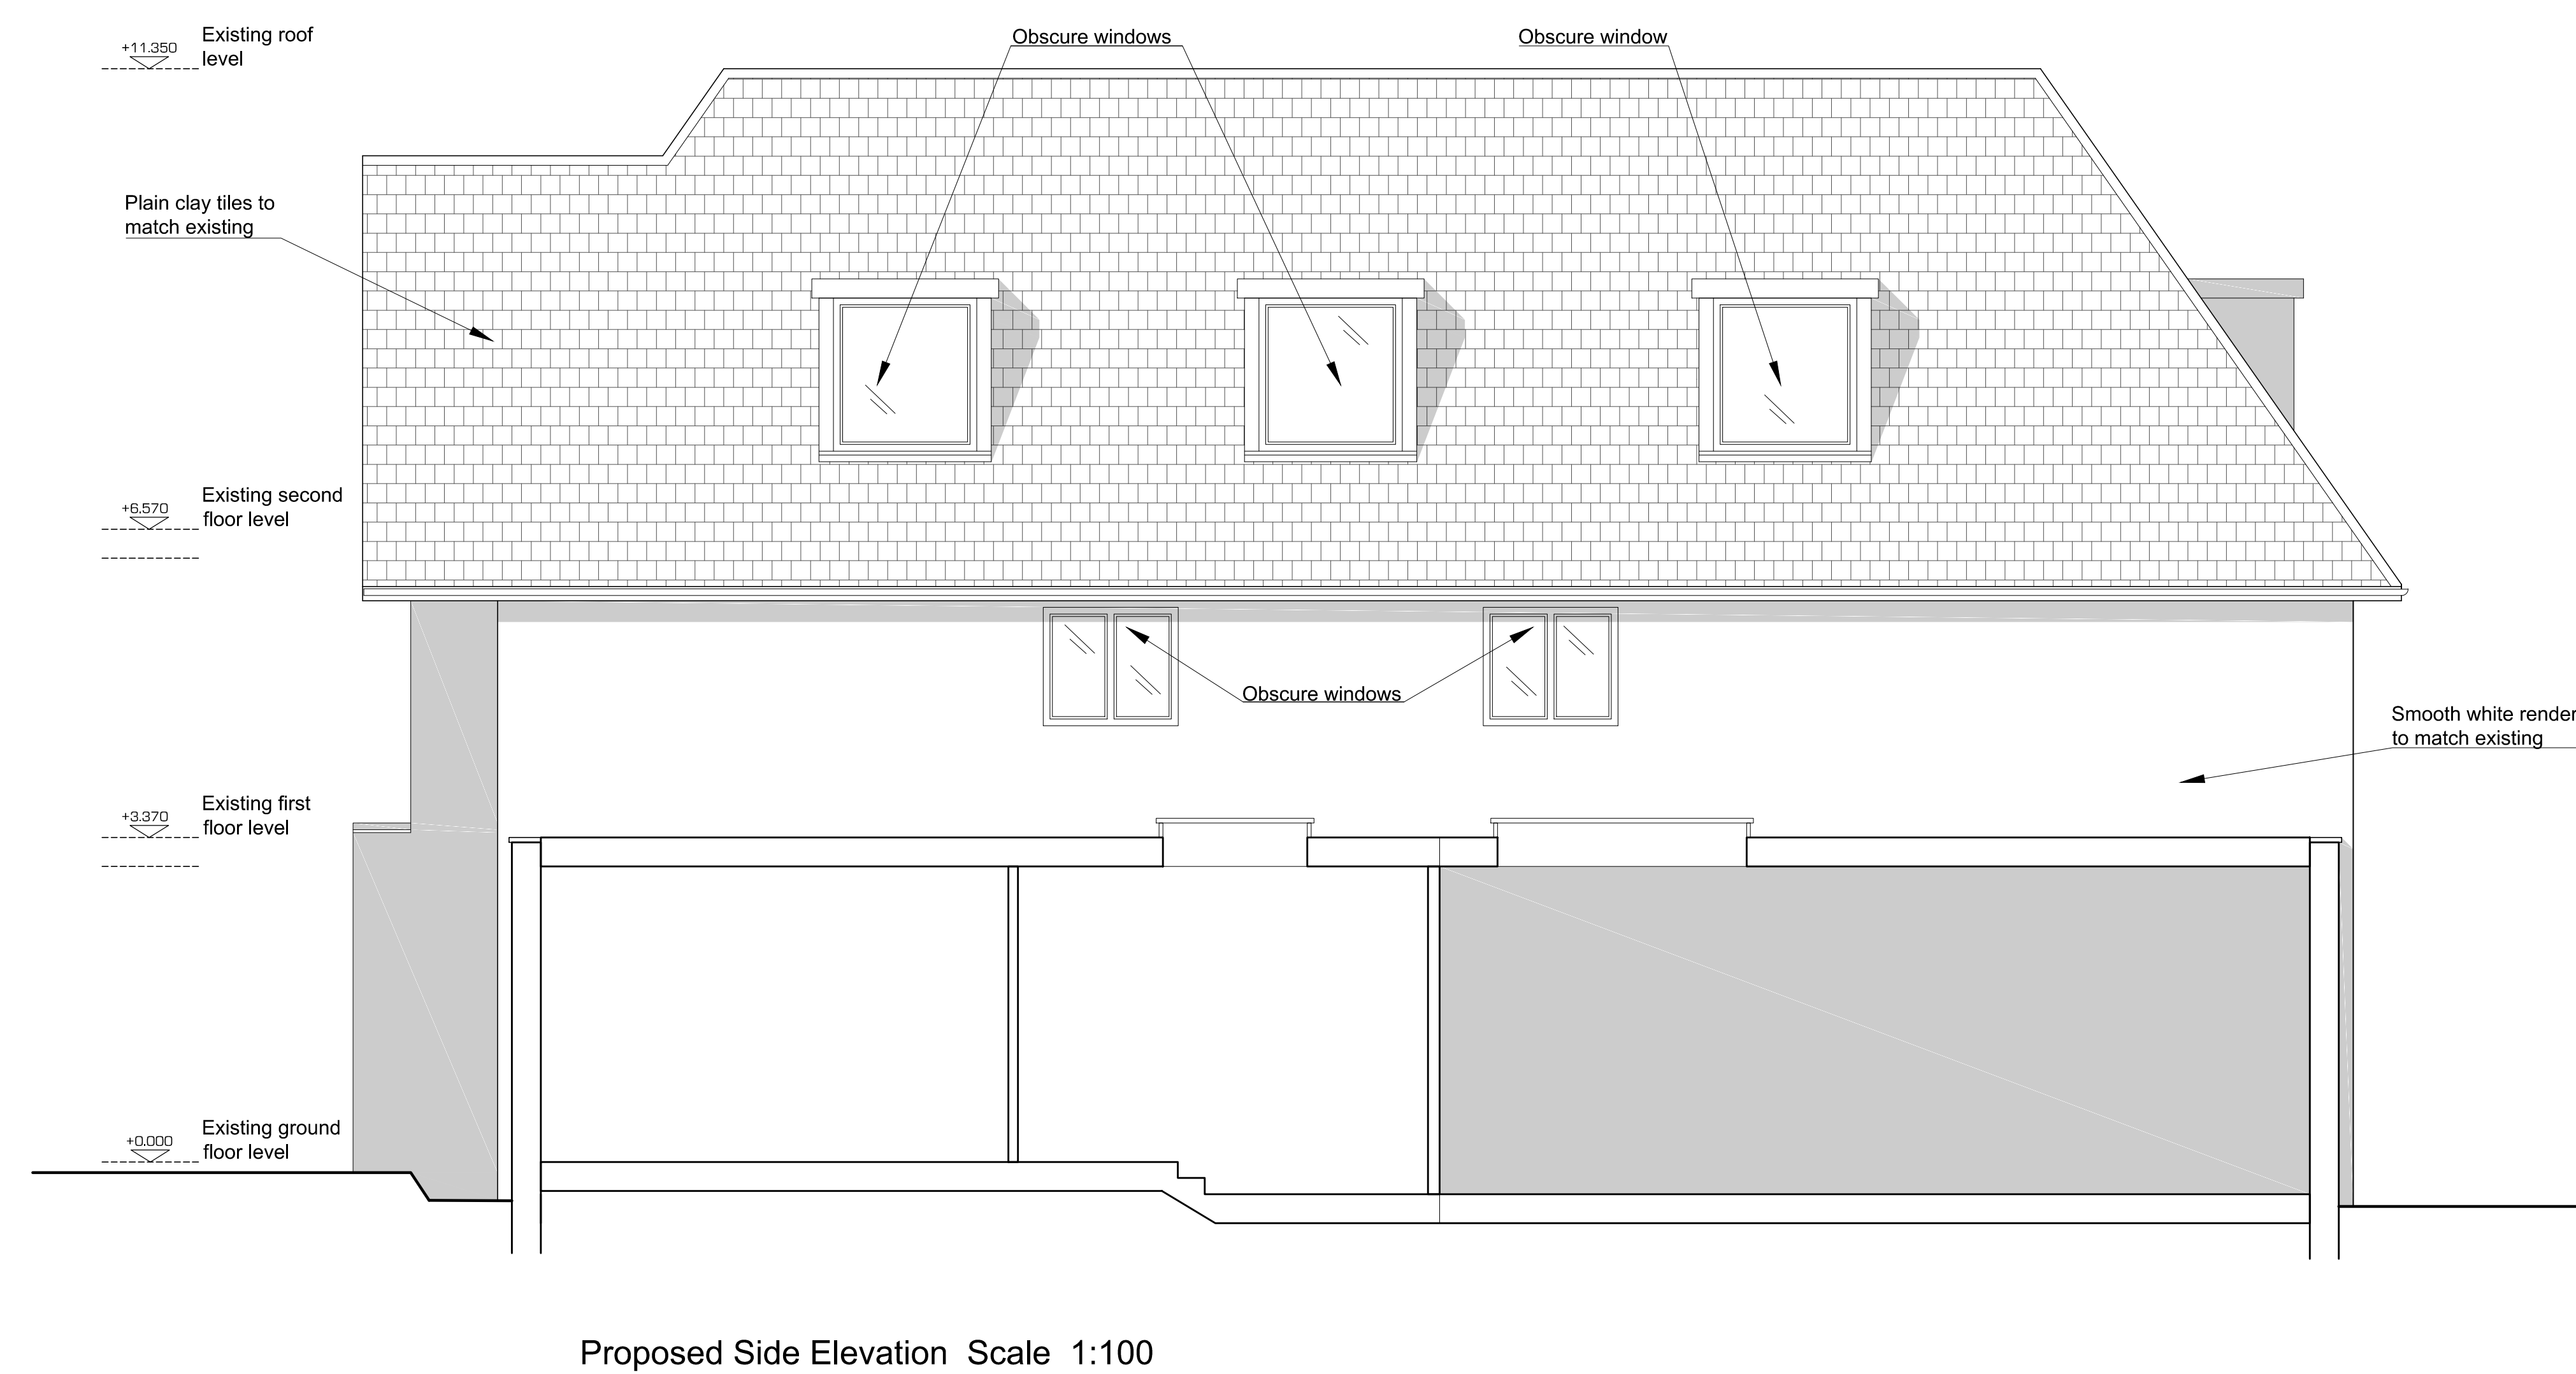 +11.350
Existing roof
level
Obscure windows
Obscure window
Plain clay tiles to
match existing
+6.570
Existing second
floor level
Obscure windows
Smooth white render
to match existing
+3.370
Existing first
floor level
+0.000
Existing ground
floor level
Proposed Side Elevation Scale 1:100